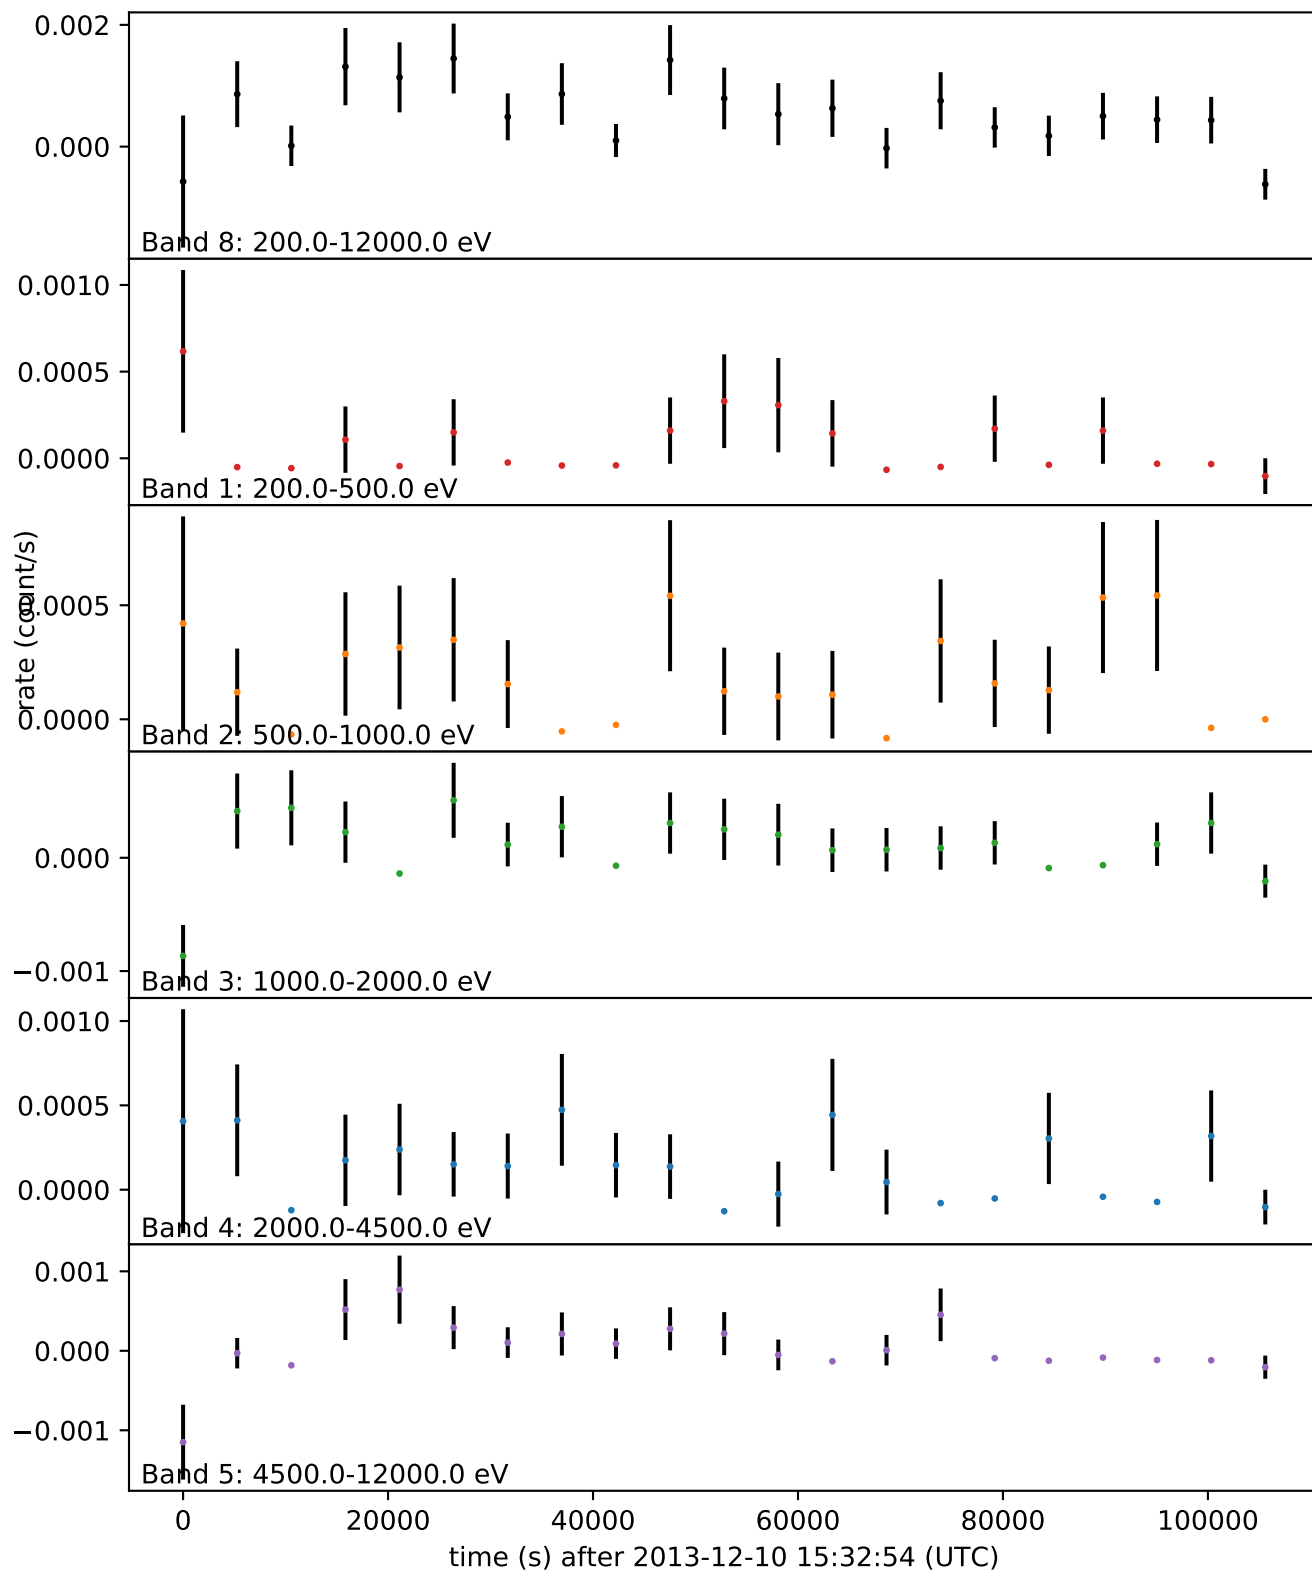 0.002
0.000
Band 8: 200.0-12000.0 eV
0.0010
0.0005
0.0000
Band 1: 200.0-500.0 eV
rate (count/s)
0.0005
0.0000
Band 2: 500.0-1000.0 eV
0.000
−0.001
Band 3: 1000.0-2000.0 eV
0.0010
0.0005
0.0000
Band 4: 2000.0-4500.0 eV
0.001
0.000
−0.001
Band 5: 4500.0-12000.0 eV
0 20000 40000 60000 80000 100000
time (s) after 2013-12-10 15:32:54 (UTC)